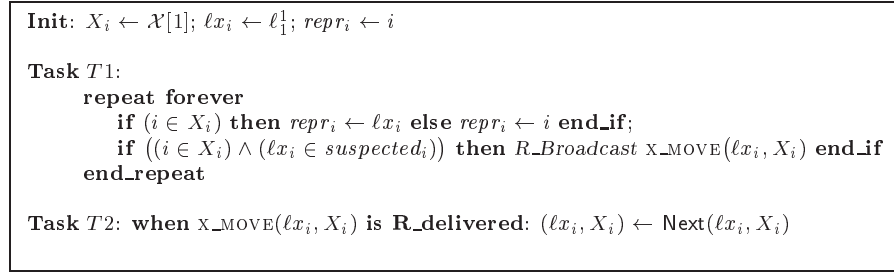 Init: X_i ← 𝒳[1]; ℓx_i ← ℓ_1^1; repr_i ← i
Task T1:
repeat forever
if (i ∈ X_i) then repr_i ← ℓx_i else repr_i ← i end_if;
if ((i ∈ X_i) ∧ (ℓx_i ∈ suspected_i)) then R_Broadcast X_MOVE(ℓx_i, X_i) end_if
end_repeat
Task T2: when X_MOVE(ℓx_i, X_i) is R_delivered: (ℓx_i, X_i) ← Next(ℓx_i, X_i)